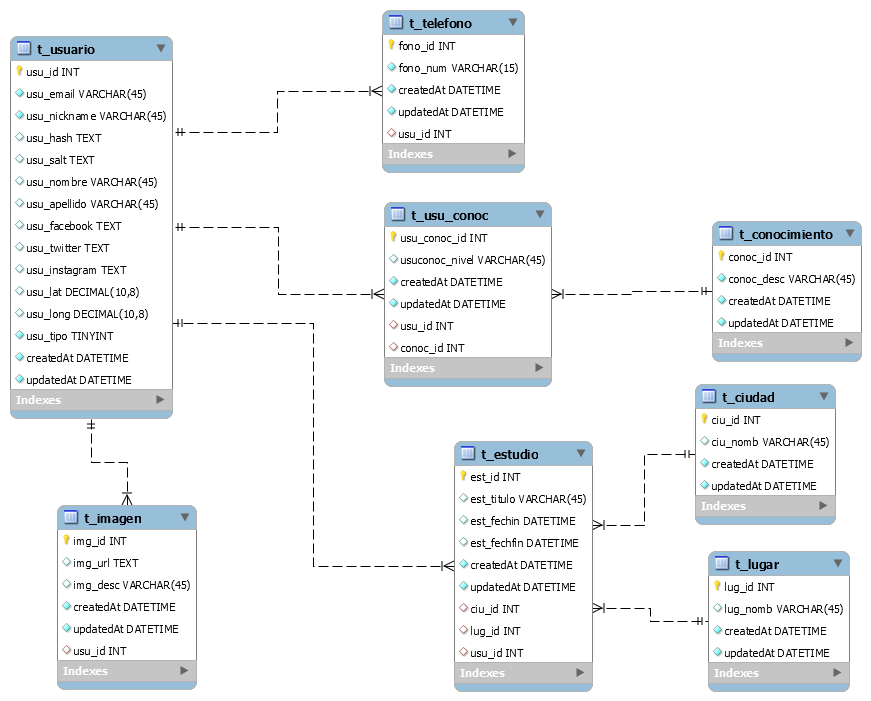 t_usuario
usu_id INT
usu_email VARCHAR(45)
usu_nickname VARCHAR(45)
usu_hash TEXT
usu_salt TEXT
usu_nombre VARCHAR(45)
usu_apellido VARCHAR(45)
usu_facebook TEXT
usu_twitter TEXT
usu_instagram TEXT
usu_lat DECIMAL(10,8)
usu_long DECIMAL(10,8)
usu_tipo TINYINT
createdAt DATETIME
updatedAt DATETIME
Indexes
t_telefono
fono_id INT
fono_num VARCHAR(15)
createdAt DATETIME
updatedAt DATETIME
usu_id INT
Indexes
t_usu_conoc
usu_conoc_id INT
usuconoc_nivel VARCHAR(45)
createdAt DATETIME
updatedAt DATETIME
usu_id INT
conoc_id INT
Indexes
t_conocimiento
conoc_id INT
conoc_desc VARCHAR(45)
createdAt DATETIME
updatedAt DATETIME
Indexes
t_ciudad
ciu_id INT
ciu_nomb VARCHAR(45)
createdAt DATETIME
updatedAt DATETIME
Indexes
t_estudio
est_id INT
est_titulo VARCHAR(45)
est_fechin DATETIME
est_fechfin DATETIME
createdAt DATETIME
updatedAt DATETIME
ciu_id INT
lug_id INT
usu_id INT
Indexes
t_imagen
img_id INT
img_url TEXT
img_desc VARCHAR(45)
createdAt DATETIME
updatedAt DATETIME
usu_id INT
Indexes
t_lugar
lug_id INT
lug_nomb VARCHAR(45)
createdAt DATETIME
updatedAt DATETIME
Indexes